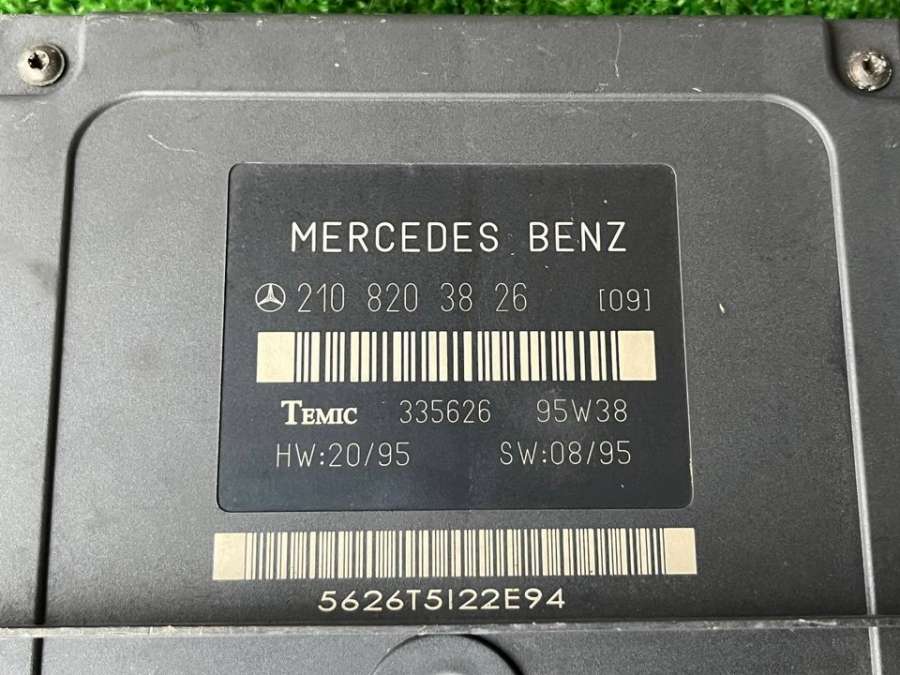 MERCEDES BENZ
210 820 38 26 [09]
TEMIC 335626 95W38
HW:20/95 SW:08/95
5626T5122E94